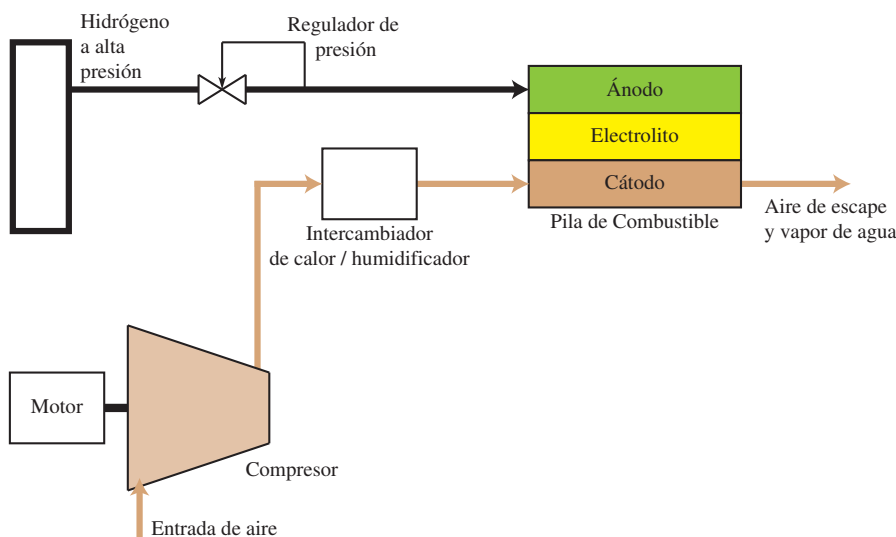 Hidrógeno
a alta
presión
Regulador de
presión
Ánodo
Electrolito
Cátodo
Pila de Combustible
Aire de escape
y vapor de agua
Intercambiador
de calor / humidificador
Motor
Compresor
Entrada de aire